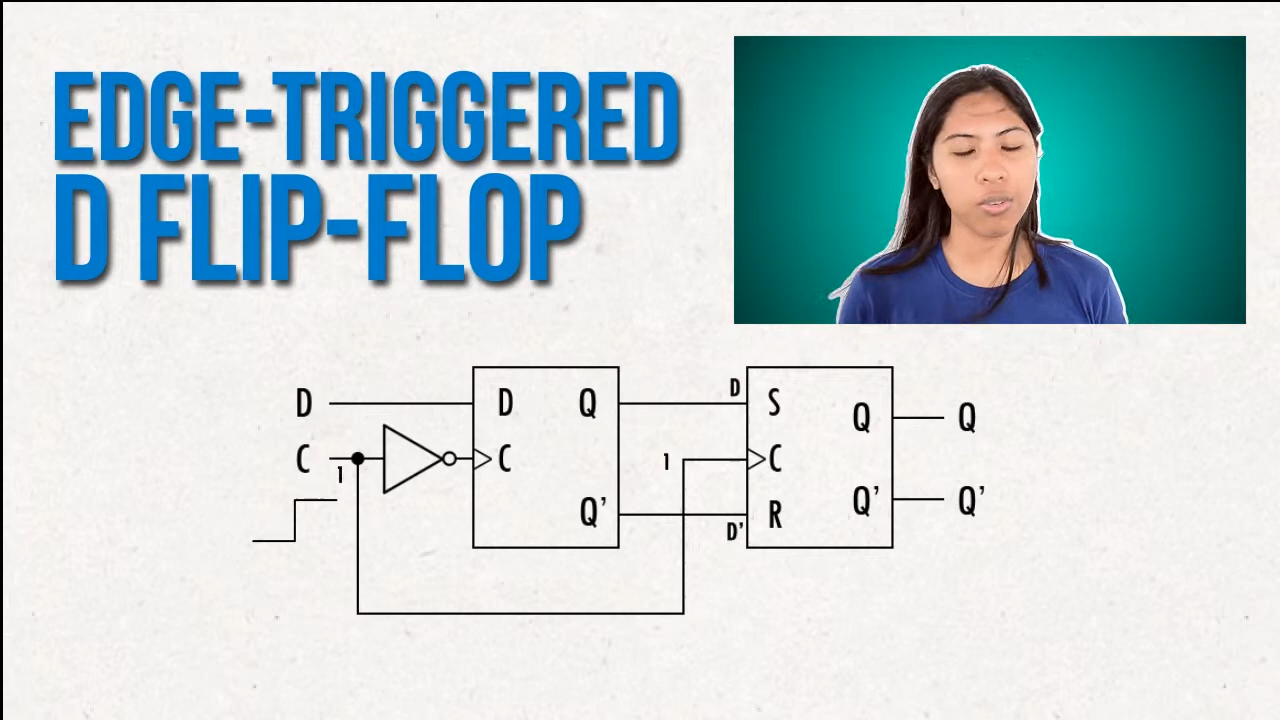 EDGE-TRIGGERED
D FLIP-FLOP
D D Q D S Q Q
C 1 C 1 C
Q' D' R Q' Q'